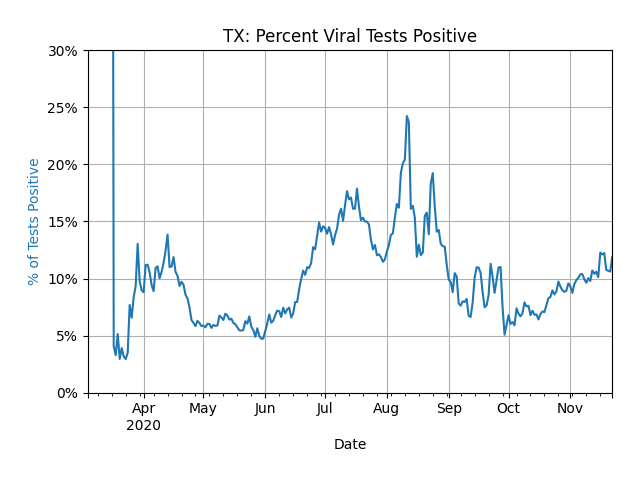 TX: Percent Viral Tests Positive
% of Tests Positive
30%
25%
20%
15%
10%
5%
0%
Apr May Jun Jul Aug Sep Oct Nov
2020
Date